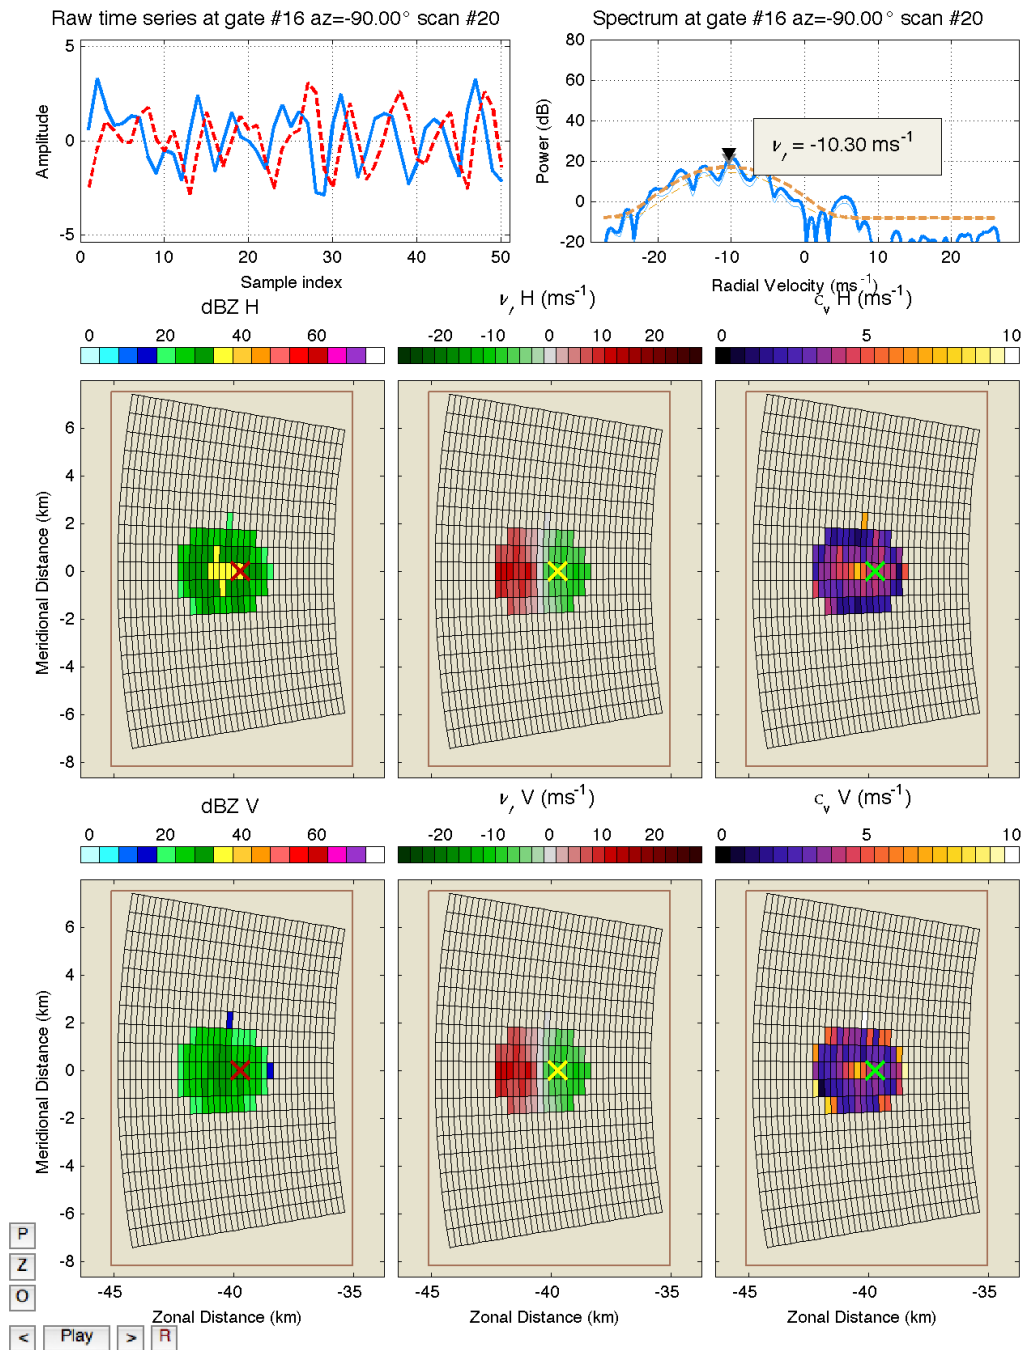 Raw time series at gate #16 az=-90.00° scan #20
Spectrum at gate #16 az=-90.00° scan #20
5
0
-5
Amplitude
0 10 20 30 40 50
Sample index
80
60
40
20
0
-20
Power (dB)
-20 -10 0 10 20
Radial Velocity (ms⁻¹)
ν, = -10.30 ms⁻¹
dBZ H
0 20 40 60
ν, H (ms⁻¹)
-20 -10 0 10 20
H (ms⁻¹)
0 5 10
Meridional Distance (km)
6
4
2
0
-2
-4
-6
-8
dBZ V
0 20 40 60
ν, V (ms⁻¹)
-20 -10 0 10 20
V (ms⁻¹)
0 5 10
Meridional Distance (km)
6
4
2
0
-2
-4
-6
-8
-45 -40 -35
Zonal Distance (km)
-45 -40 -35
Zonal Distance (km)
-45 -40 -35
Zonal Distance (km)
P
Z
O
< Play > R